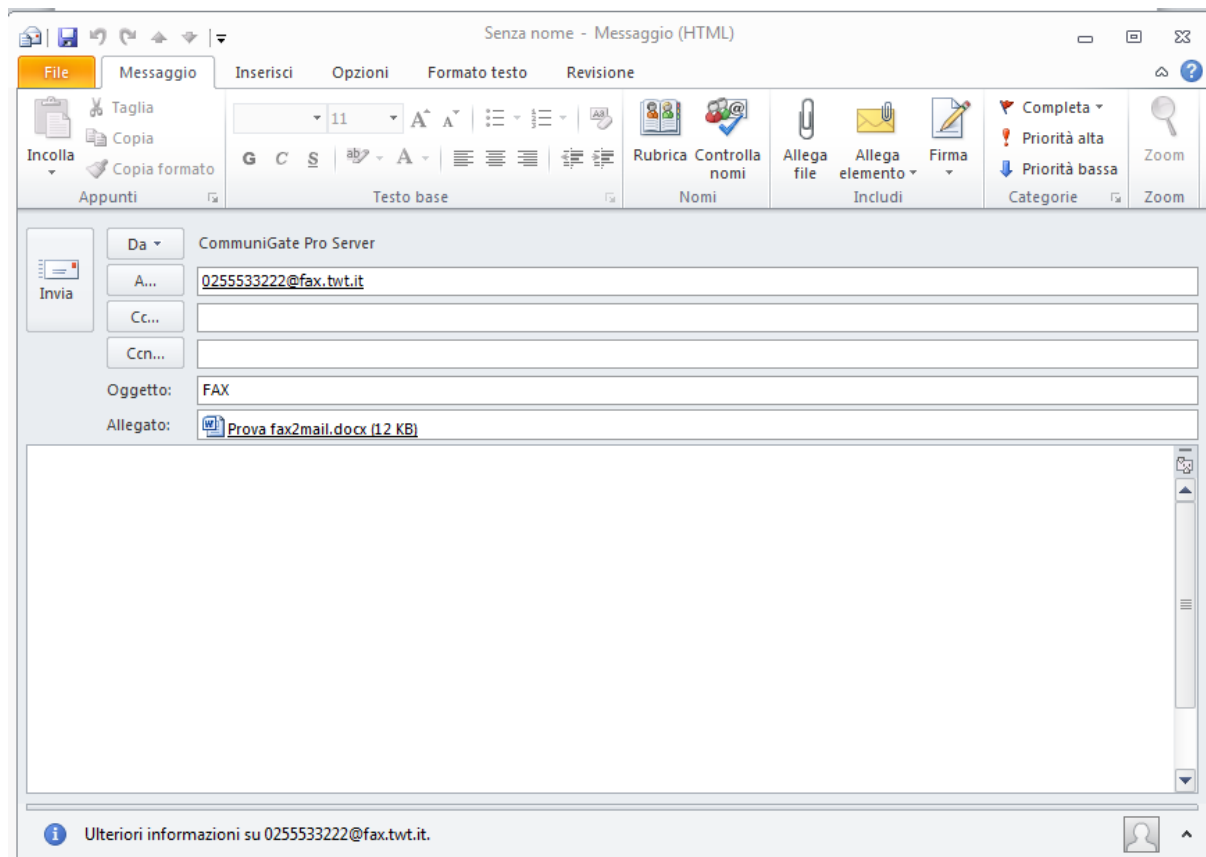 Senza nome - Messaggio (HTML)
File Messaggio Inserisci Opzioni Formato testo Revisione
Incolla
Taglia
Copia
Copia formato
Appunti
11
G C S
Testo base
Rubrica
Controlla
nomi
Nomi
Allega
file
Allega
elemento
Firma
Includi
Completa
Priorità alta
Priorità bassa
Categorie
Zoom
Zoom
Invia
Da CommuniGate Pro Server
A... 0255533222@fax.twt.it
Cc...
Ccn...
Oggetto: FAX
Allegato: Prova fax2mail.docx (12 KB)
Ulteriori informazioni su 0255533222@fax.twt.it.